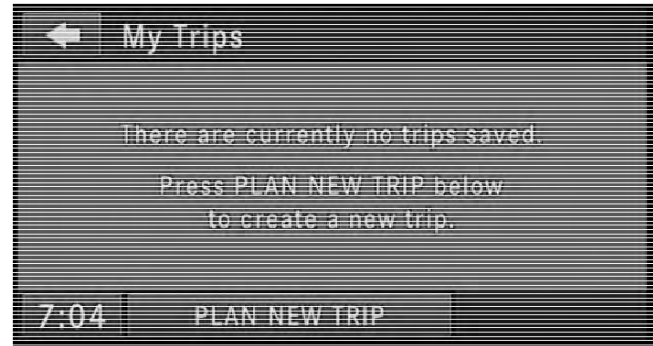 My Trips
There are currently no trips saved.
Press PLAN NEW TRIP below
to create a new trip.
7:04
PLAN NEW TRIP